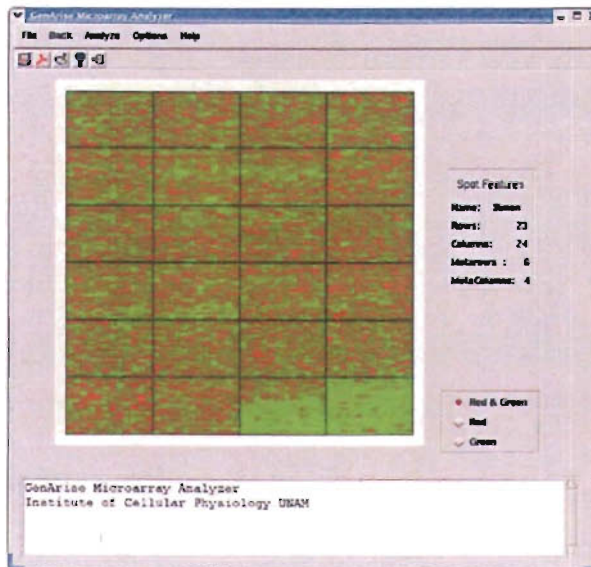 GenArise Microarray Analyzer
File Back Analyze Options Help
Spot Features
Name: Simon
Rows: 23
Columns: 24
Metarows : 6
MetaColumns: 4
Red & Green
Red
Green
GenArise Microarray Analyzer
Institute of Cellular Physiology UNAM